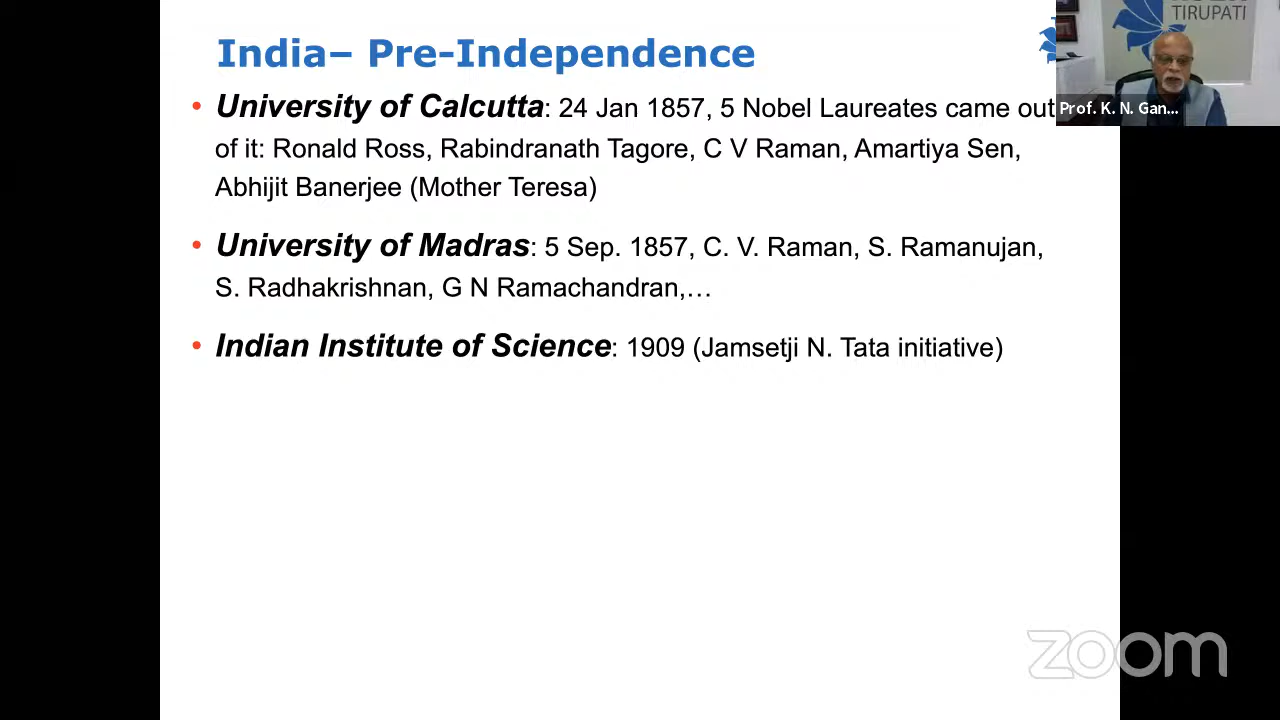 India– Pre-Independence
• University of Calcutta: 24 Jan 1857, 5 Nobel Laureates came out
of it: Ronald Ross, Rabindranath Tagore, C V Raman, Amartiya Sen,
Abhijit Banerjee (Mother Teresa)
• University of Madras: 5 Sep. 1857, C. V. Raman, S. Ramanujan,
S. Radhakrishnan, G N Ramachandran,…
• Indian Institute of Science: 1909 (Jamsetji N. Tata initiative)
TIRUPATI
Prof. K. N. Gan...
zoom